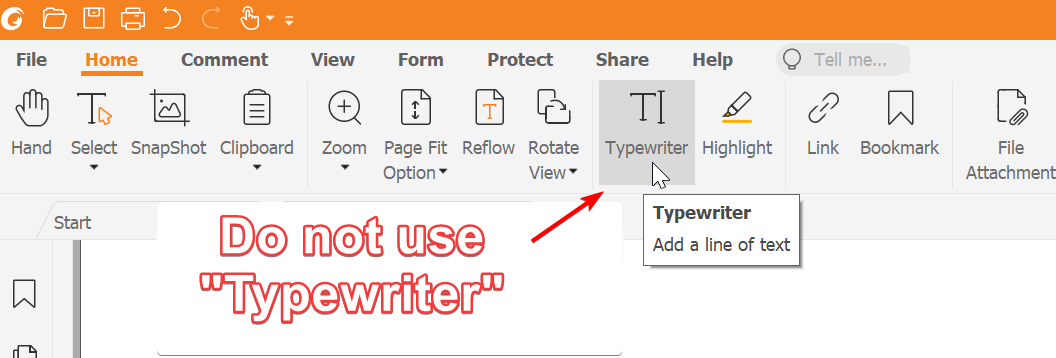 File Home Comment View Form Protect Share Help Tell me...
Hand Select SnapShot Clipboard Zoom Page Fit Option Reflow Rotate View Typewriter Highlight Link Bookmark File Attachment
Start
Typewriter
Add a line of text
Do not use
"Typewriter"